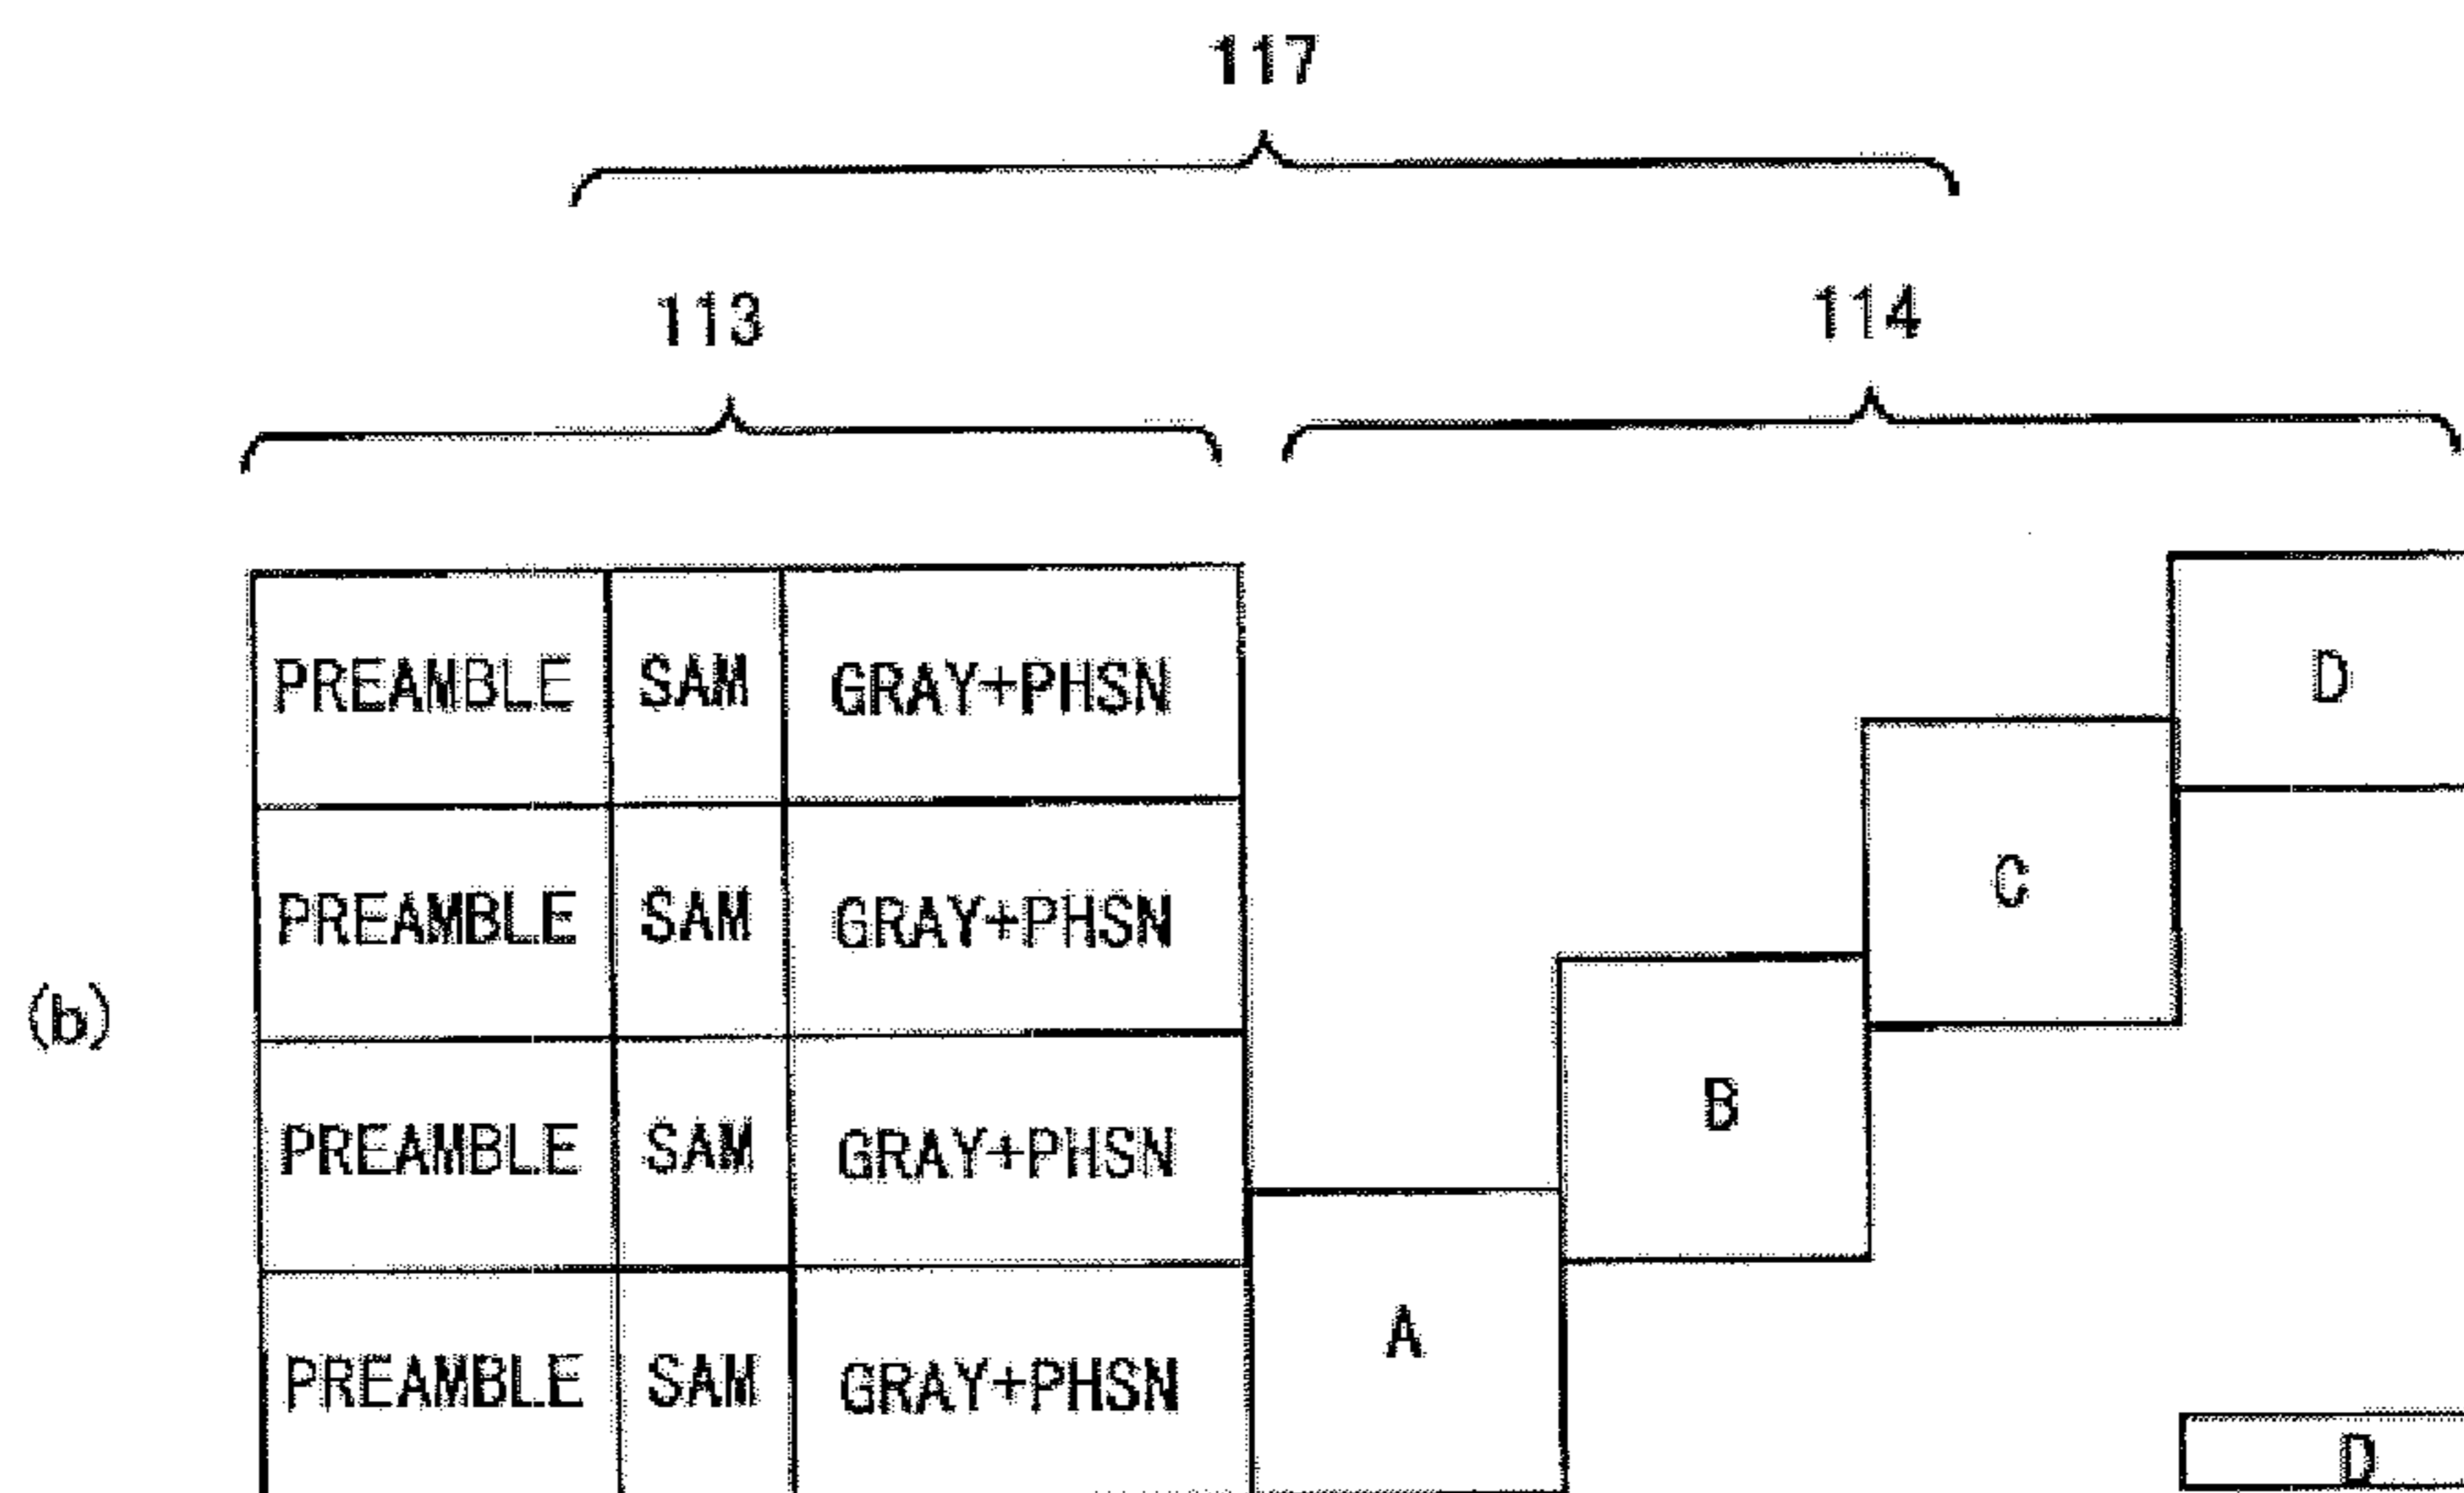 117
113 114
PREAMBLE SAM GRAY+PHSN D
C
PREAMBLE SAM GRAY+PHSN
(b)
B
PREAMBLE SAM GRAY+PHSN
A
PREAMBLE SAM GRAY+PHSN
D